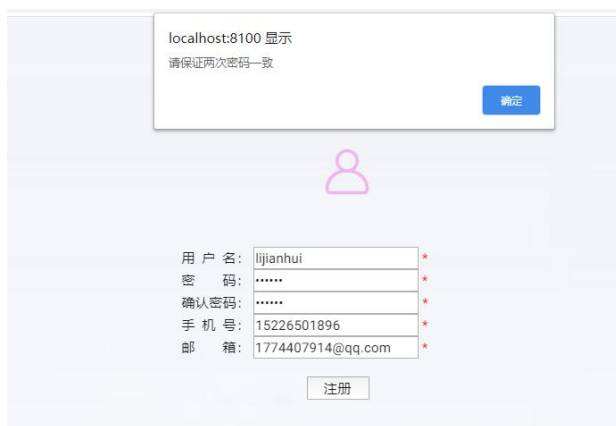 localhost:8100 显示
请保证两次密码一致
确定
用 户 名: lijianhui *
密 码: •••••• *
确认密码: •••••• *
手 机 号: 15226501896 *
邮 箱: 1774407914@qq.com *
注册